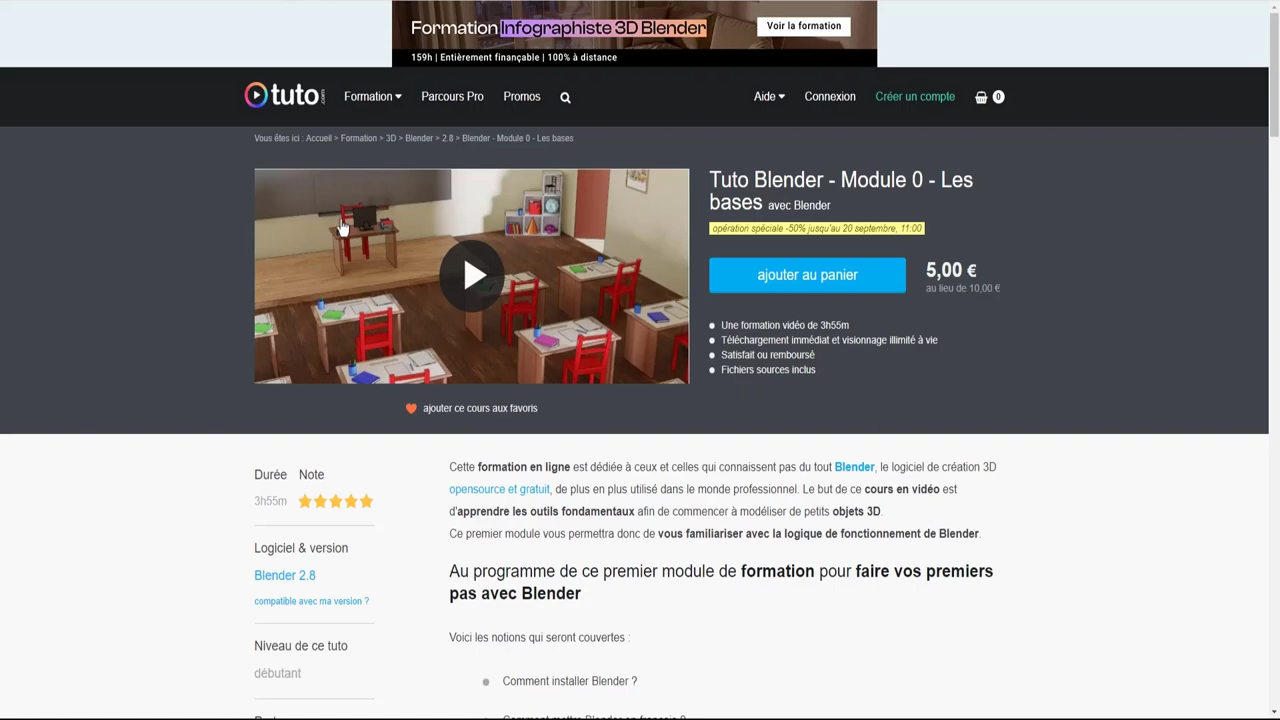 Formation Infographiste 3D Blender
Voir la formation
159h | Entièrement finançable | 100% à distance
tuto.com
Formation
Parcours Pro
Promos
Aide
Connexion
Créer un compte
0
Vous êtes ici : Accueil > Formation > 3D > Blender > 2.8 > Blender - Module 0 - Les bases
Tuto Blender - Module 0 - Les
bases avec Blender
opération spéciale -50% jusqu'au 20 septembre, 11:00
ajouter au panier
5,00 €
au lieu de 10,00 €
Une formation vidéo de 3h55m
Téléchargement immédiat et visionnage illimité à vie
Satisfait ou remboursé
Fichiers sources inclus
ajouter ce cours aux favoris
Durée Note
3h55m
Logiciel & version
Blender 2.8
compatible avec ma version ?
Niveau de ce tuto
débutant
Cette formation en ligne est dédiée à ceux et celles qui connaissent pas du tout Blender, le logiciel de création 3D
opensource et gratuit, de plus en plus utilisé dans le monde professionnel. Le but de ce cours en vidéo est
d'apprendre les outils fondamentaux afin de commencer à modéliser de petits objets 3D.
Ce premier module vous permettra donc de vous familiariser avec la logique de fonctionnement de Blender.
Au programme de ce premier module de formation pour faire vos premiers
pas avec Blender
Voici les notions qui seront couvertes :
Comment installer Blender ?
Comment mettre Blender en français ?